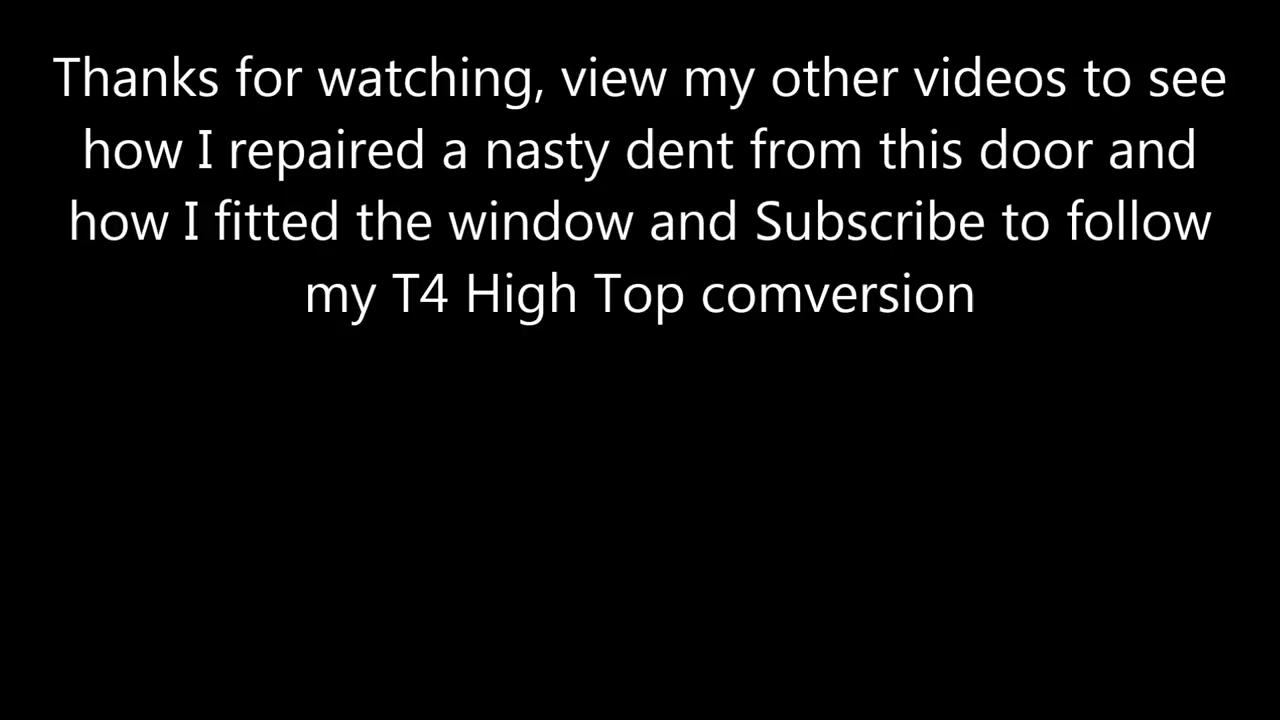 Thanks for watching, view my other videos to see
how I repaired a nasty dent from this door and
how I fitted the window and Subscribe to follow
my T4 High Top comversion